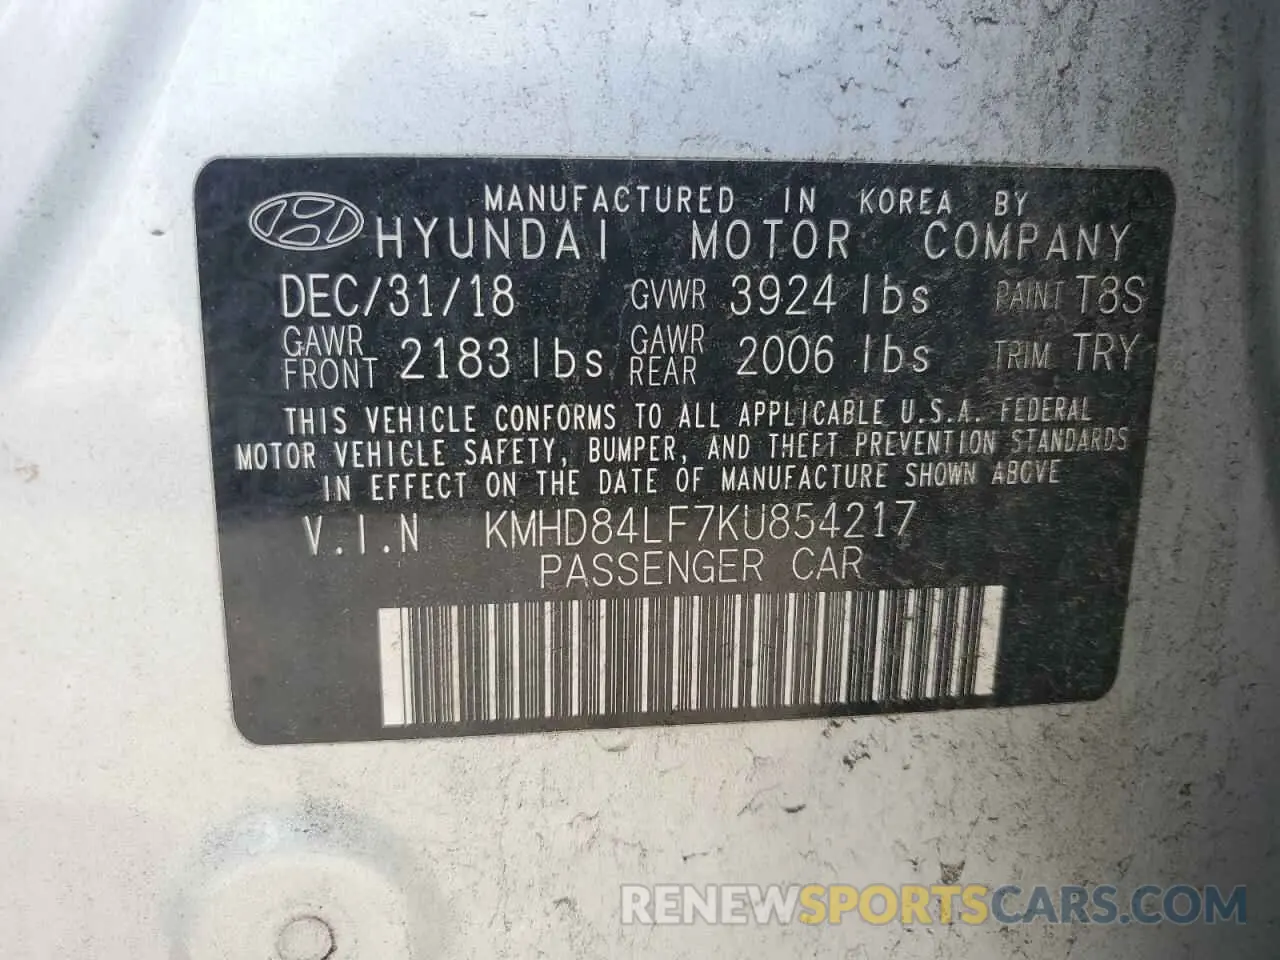 MANUFACTURED IN KOREA BY
HYUNDAI MOTOR COMPANY
DEC/31/18 GVWR 3924 lbs PAINT T8S
GAWR FRONT 2183 lbs GAWR REAR 2006 lbs TRIM TRY
THIS VEHICLE CONFORMS TO ALL APPLICABLE U.S.A. FEDERAL
MOTOR VEHICLE SAFETY, BUMPER, AND THEFT PREVENTION STANDARDS
IN EFFECT ON THE DATE OF MANUFACTURE SHOWN ABOVE
V.I.N KMHD84LF7KU854217
PASSENGER CAR
RENEWSPORTSCARS.COM